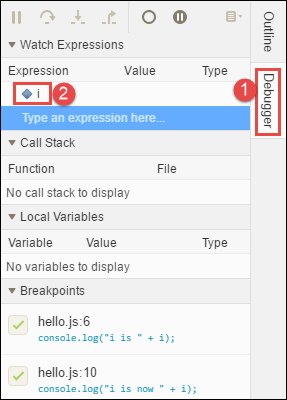 Watch Expressions
Expression Value Type
i 2
Type an expression here...
Call Stack
Function File
No call stack to display
Local Variables
Variable Value Type
No variables to display
Breakpoints
hello.js:6
console.log("i is " + i);
hello.js:10
console.log("i is now " + i);
Outline
1
Debugger